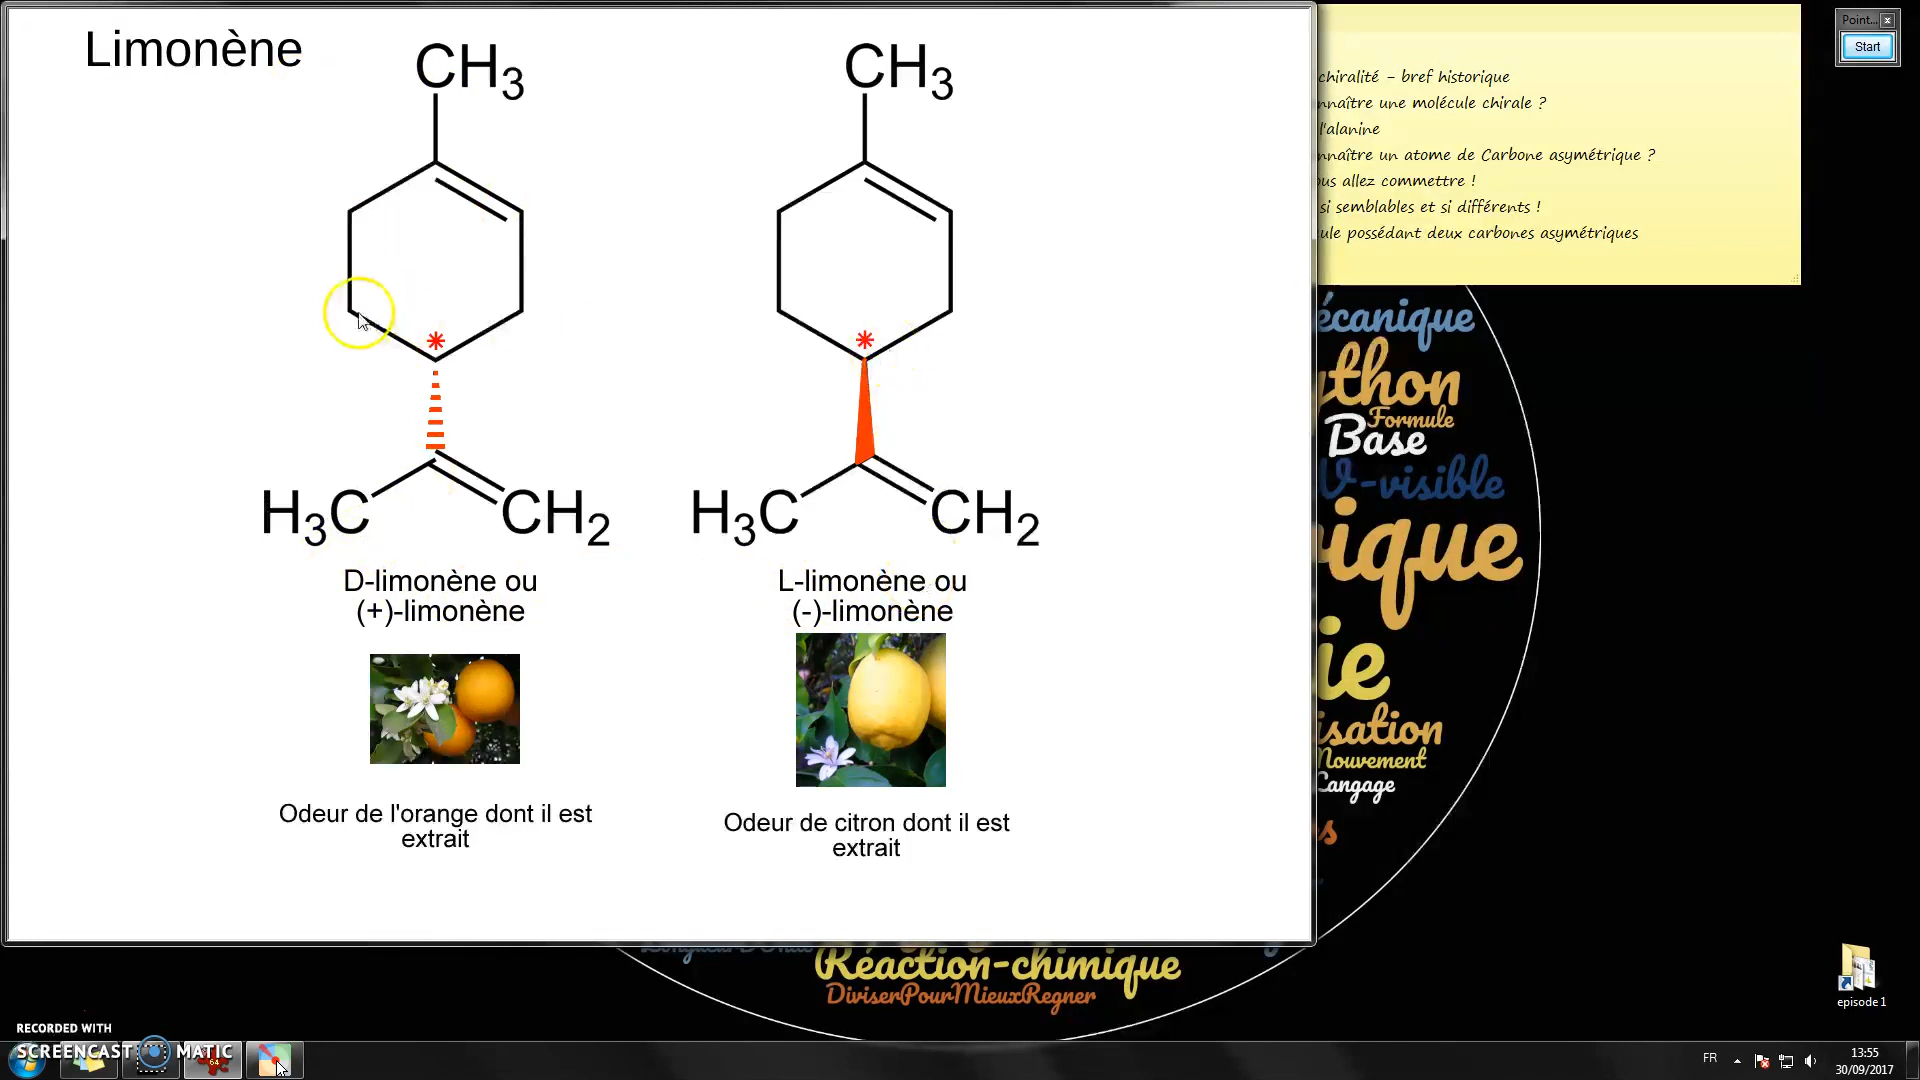 Limonène
CH3
CH3
*
*
H3C
CH2
H3C
CH2
D-limonène ou
(+)-limonène
L-limonène ou
(-)-limonène
Odeur de l'orange dont il est
extrait
Odeur de citron dont il est
extrait
Point...
Start
chiralité - bref historique
nnaître une molécule chirale ?
l'alanine
nnaître un atome de Carbone asymétrique ?
ous allez commettre !
si semblables et si différents !
ule possédant deux carbones asymétriques
écanique
ython
Formule
Base
V-visible
rique
ie
isation
Mouvement
Langage
Réaction-chimique
DiviserPourMieuxRegner
episode 1
RECORDED WITH
SCREENCAST MATIC
64
FR
13:55
30/09/2017